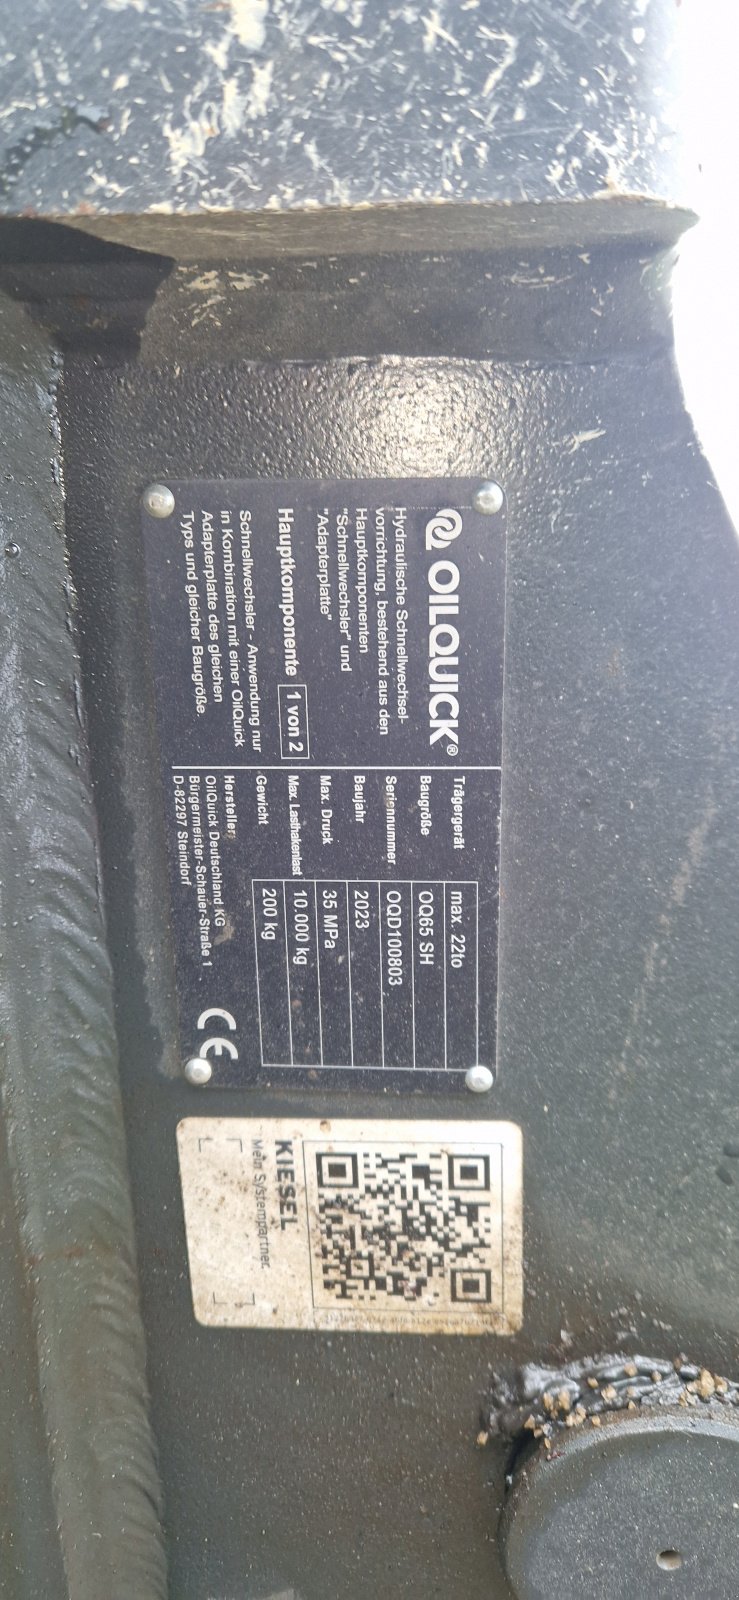 OILQUICK®
Hydraulische Schnellwechsel-
vorrichtung, bestehend aus den
Hauptkomponenten
"Schnellwechsler" und
"Adapterplatte"
Hauptkomponente 1 von 2
Schnellwechsler - Anwendung nur
in Kombination mit einer OilQuick
Adapterplatte des gleichen
Typs und gleicher Baugröße.
Trägergerät max. 22to
Baugröße OQ65 SH
Seriennummer OQD100803
Baujahr 2023
Max. Druck 35 MPa
Max. Lasthakenlast 10.000 kg
Gewicht 200 kg
Hersteller:
OilQuick Deutschland KG
Bürgermeister-Schauer-Straße 1
D-82297 Steindorf
CE
KIESEL
Mein Systempartner.